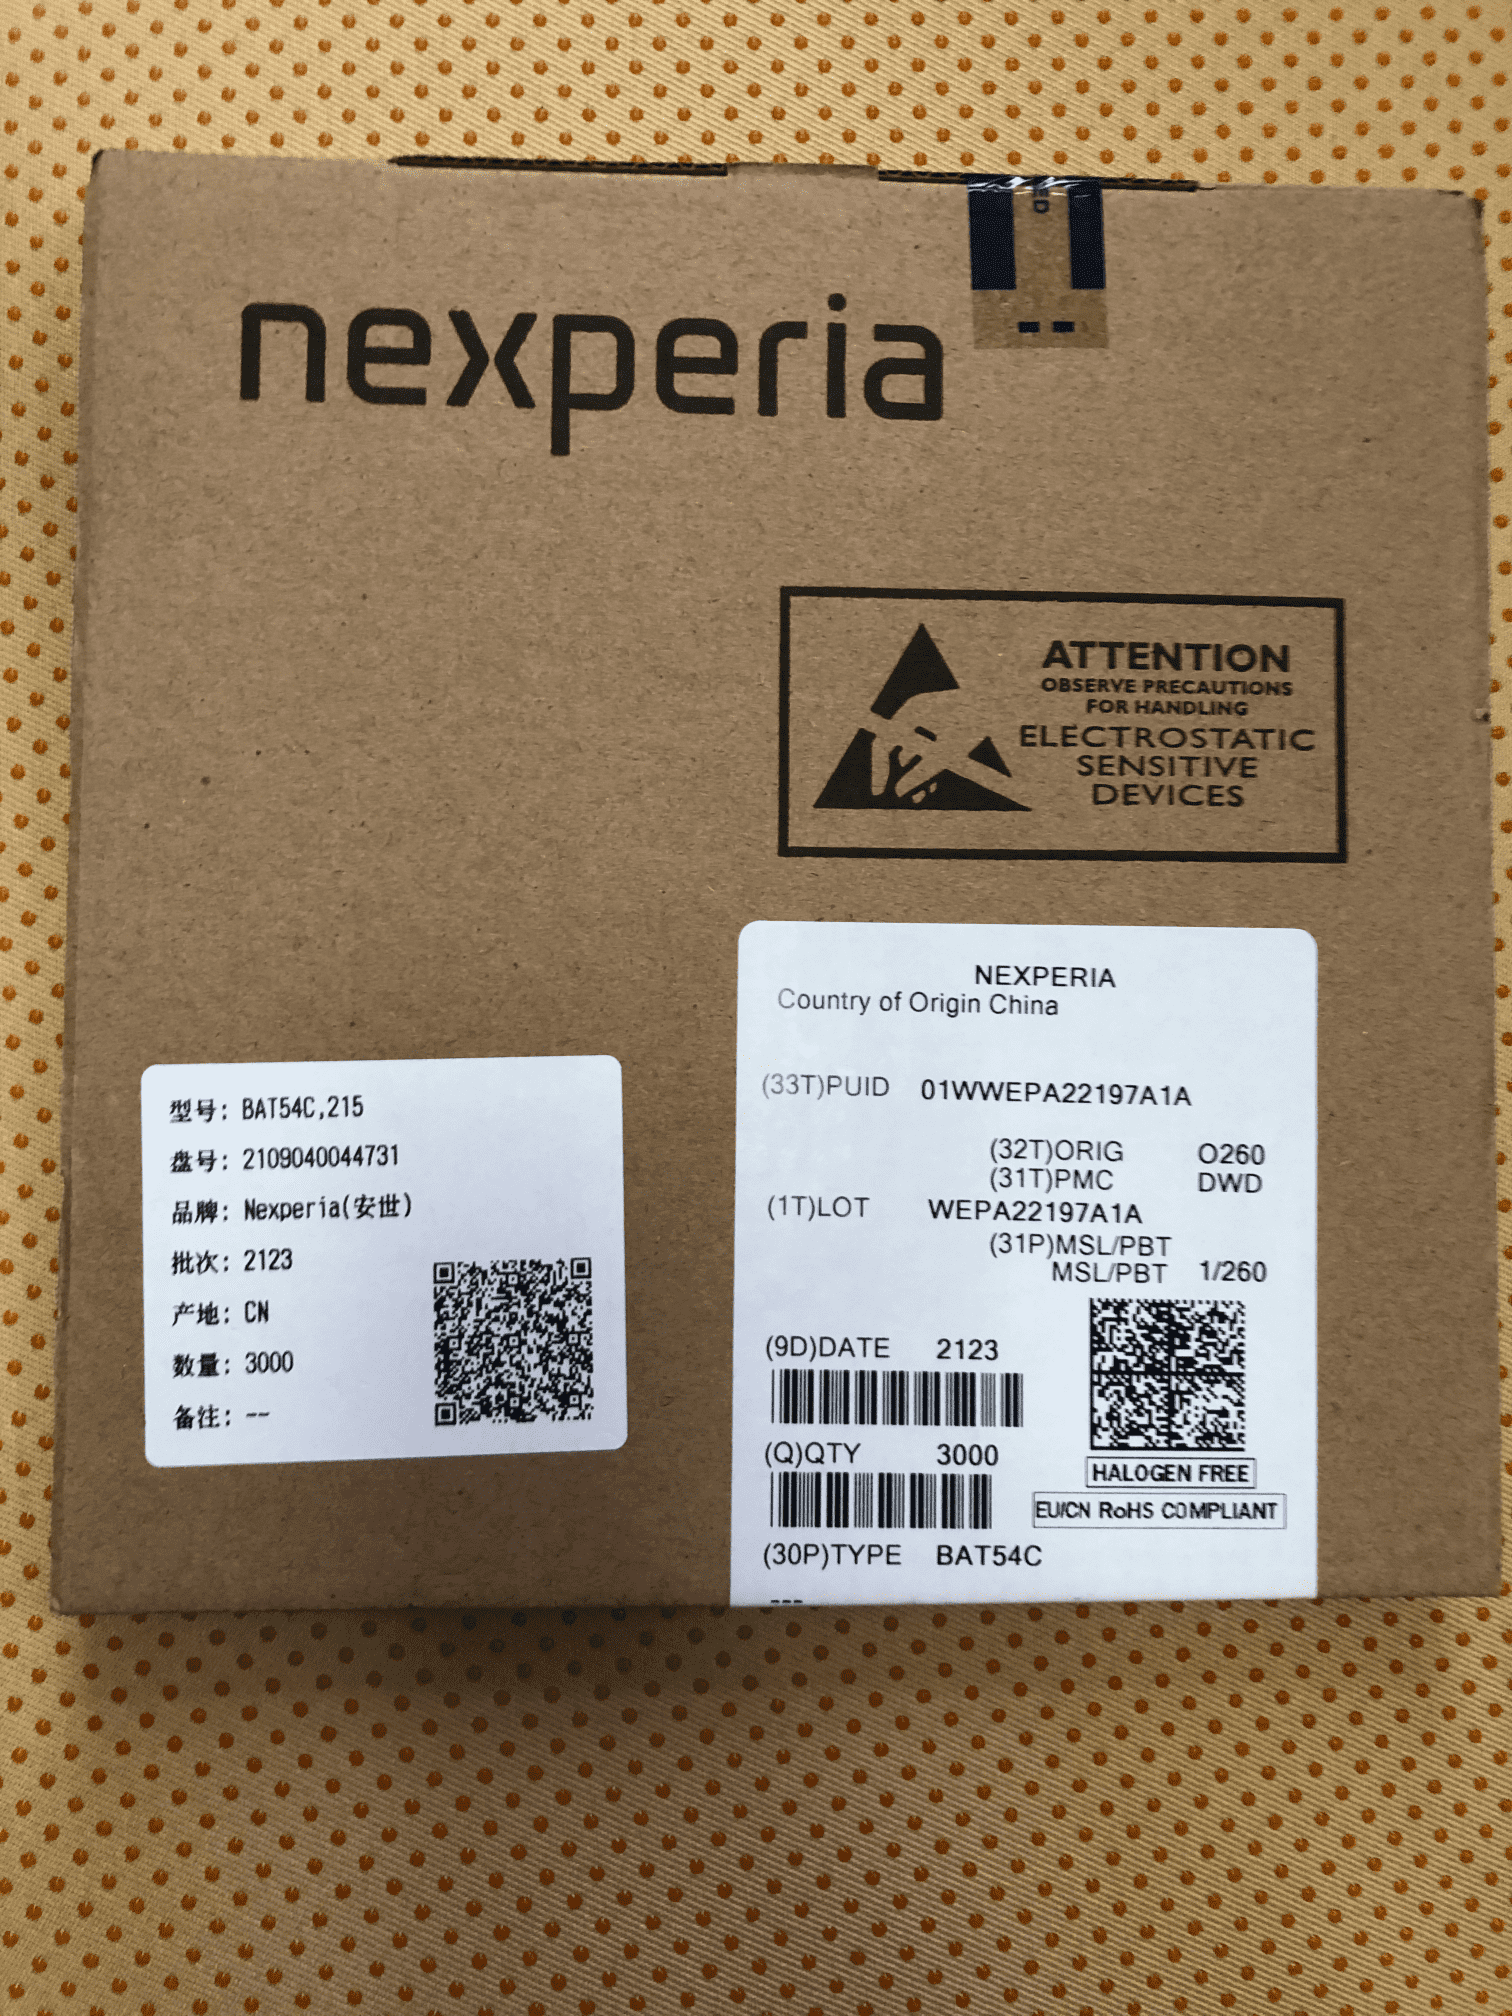 nexperia
ATTENTION
OBSERVE PRECAUTIONS
FOR HANDLING
ELECTROSTATIC
SENSITIVE
DEVICES
型号: BAT54C,215
盘号: 2109040044731
品牌: Nexperia(安世)
批次: 2123
产地: CN
数量: 3000
备注: --
NEXPERIA
Country of Origin China
(33T)PUID 01WWEPA22197A1A
(32T)ORIG O260
(31T)PMC DWD
(1T)LOT WEPA22197A1A
(31P)MSL/PBT
MSL/PBT 1/260
(9D)DATE 2123
(Q)QTY 3000
HALOGEN FREE
EU/CN RoHS COMPLIANT
(30P)TYPE BAT54C